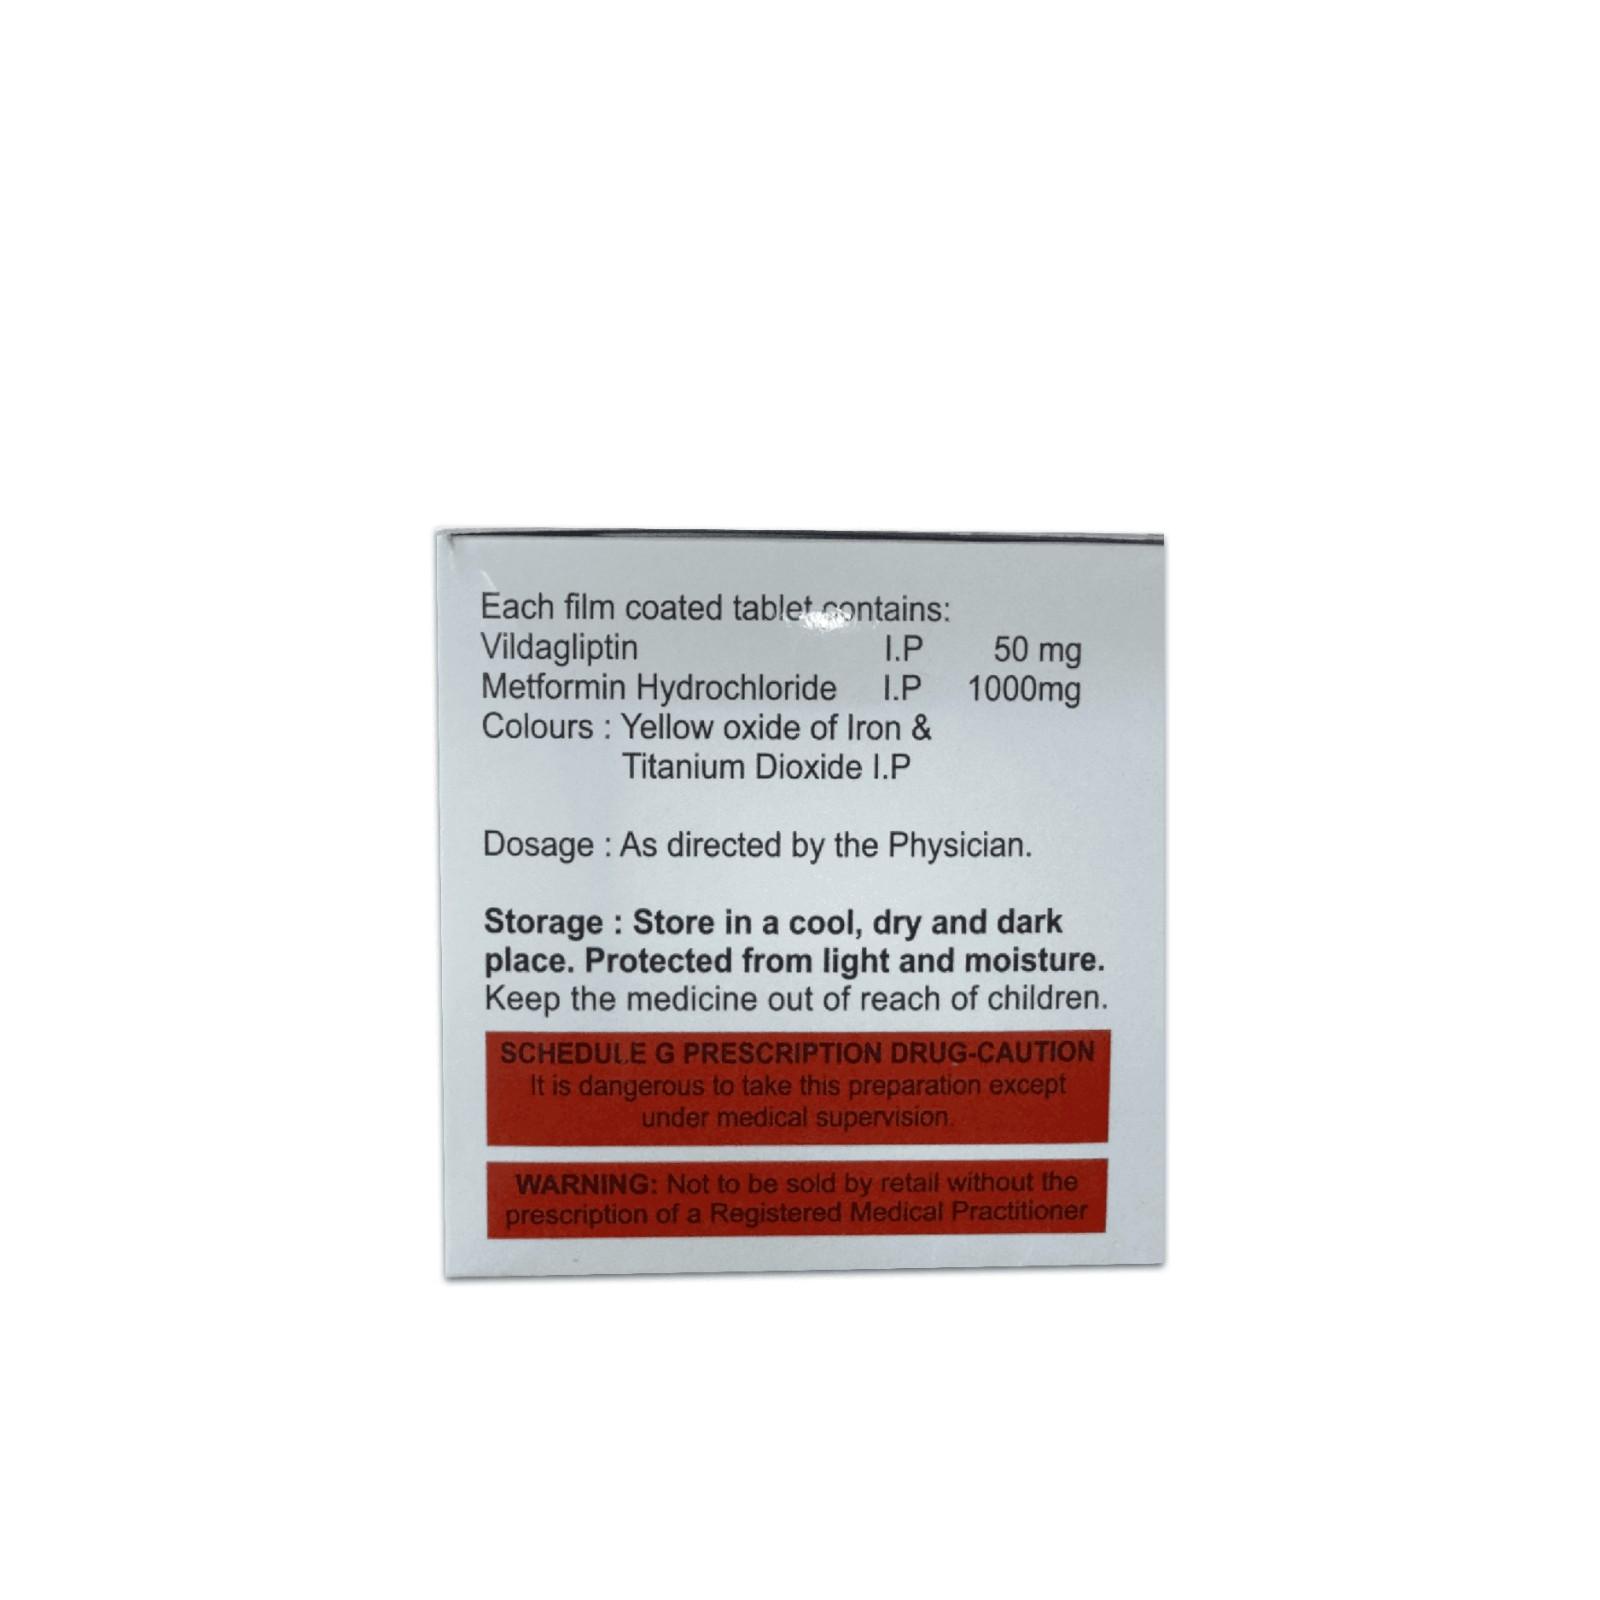 Each film coated tablet contains:
Vildagliptin I.P 50 mg
Metformin Hydrochloride I.P 1000mg
Colours : Yellow oxide of Iron &
Titanium Dioxide I.P
Dosage : As directed by the Physician.
Storage : Store in a cool, dry and dark
place. Protected from light and moisture.
Keep the medicine out of reach of children.
SCHEDULE G PRESCRIPTION DRUG-CAUTION
It is dangerous to take this preparation except
under medical supervision.
WARNING: Not to be sold by retail without the
prescription of a Registered Medical Practitioner